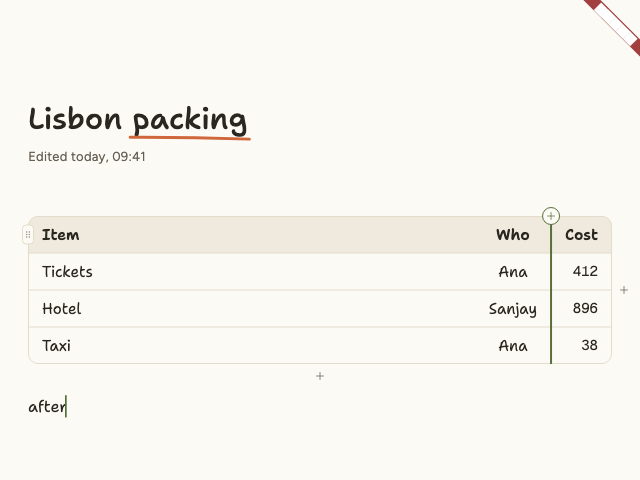 Lisbon packing
Edited today, 09:41
Item Who Cost
Tickets Ana 412
Hotel Sanjay 896
Taxi Ana 38
after